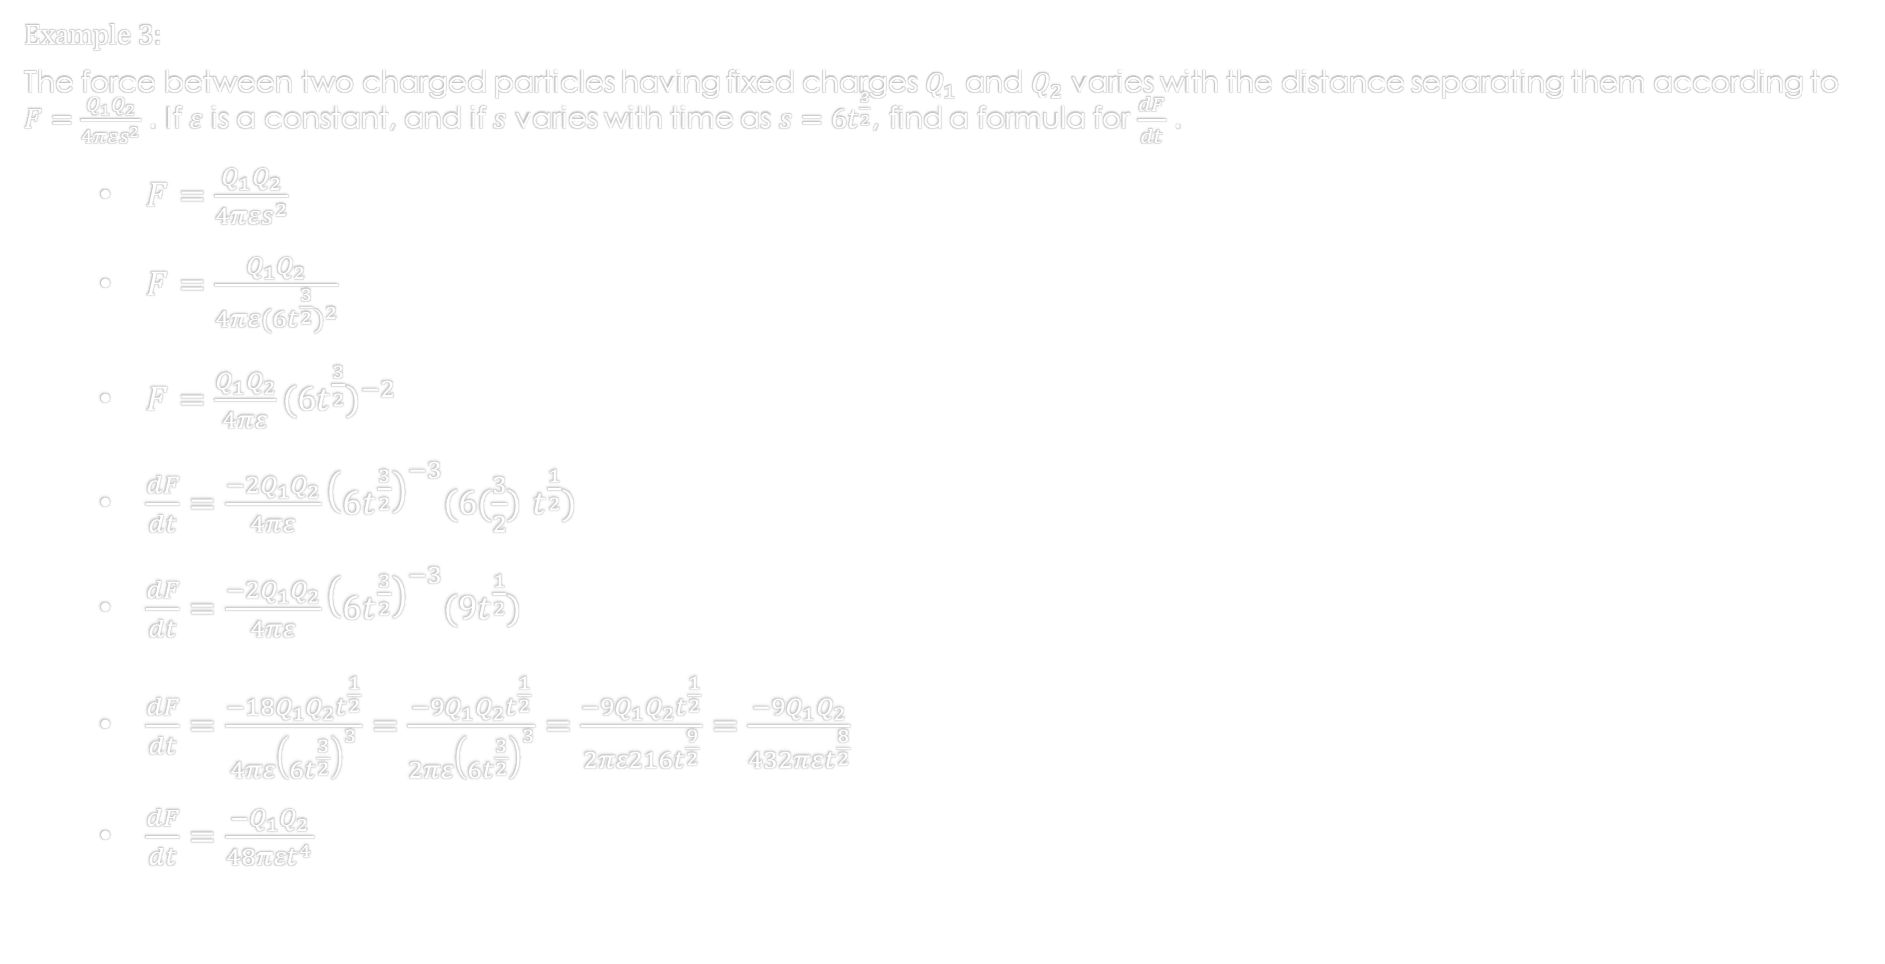 Example 3:
The force between two charged particles having fixed charges Q₁ and Q₂ varies with the distance separating them according to
F = Q₁Q₂/4πεs² . If ε is a constant, and if s varies with time as s = 6t^(3/2), find a formula for dF/dt .
○ F = Q₁Q₂/4πεs²
○ F = Q₁Q₂/4πε(6t^(3/2))²
○ F = Q₁Q₂/4πε (6t^(3/2))⁻²
○ dF/dt = −2Q₁Q₂/4πε (6t^(3/2))⁻³ (6(3/2) t^(1/2))
○ dF/dt = −2Q₁Q₂/4πε (6t^(3/2))⁻³ (9t^(1/2))
○ dF/dt = −18Q₁Q₂t^(1/2)/4πε(6t^(3/2))³ = −9Q₁Q₂t^(1/2)/2πε(6t^(3/2))³ = −9Q₁Q₂t^(1/2)/2πε216t^(9/2) = −9Q₁Q₂/432πεt^(8/2)
○ dF/dt = −Q₁Q₂/48πεt⁴